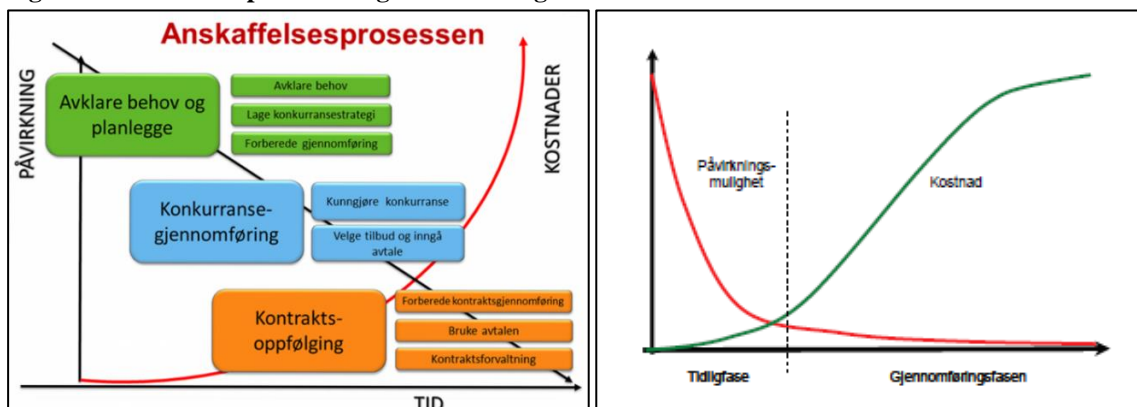 Anskaffelsesprosessen
PÅVIRKNING
KOSTNADER
Avklare behov og
planlegge
Avklare behov
Lage konkurransestrategi
Forberede gjennomføring
Konkurranse-
gjennomføring
Kunngjøre konkurranse
Velge tilbud og inngå
avtale
Kontrakts-
oppfølging
Forberede kontraktsgjennomføring
Bruke avtalen
Kontraktsforvaltning
TID
Påvirknings-
mulighet
Kostnad
Tidligfase
Gjennomføringsfasen